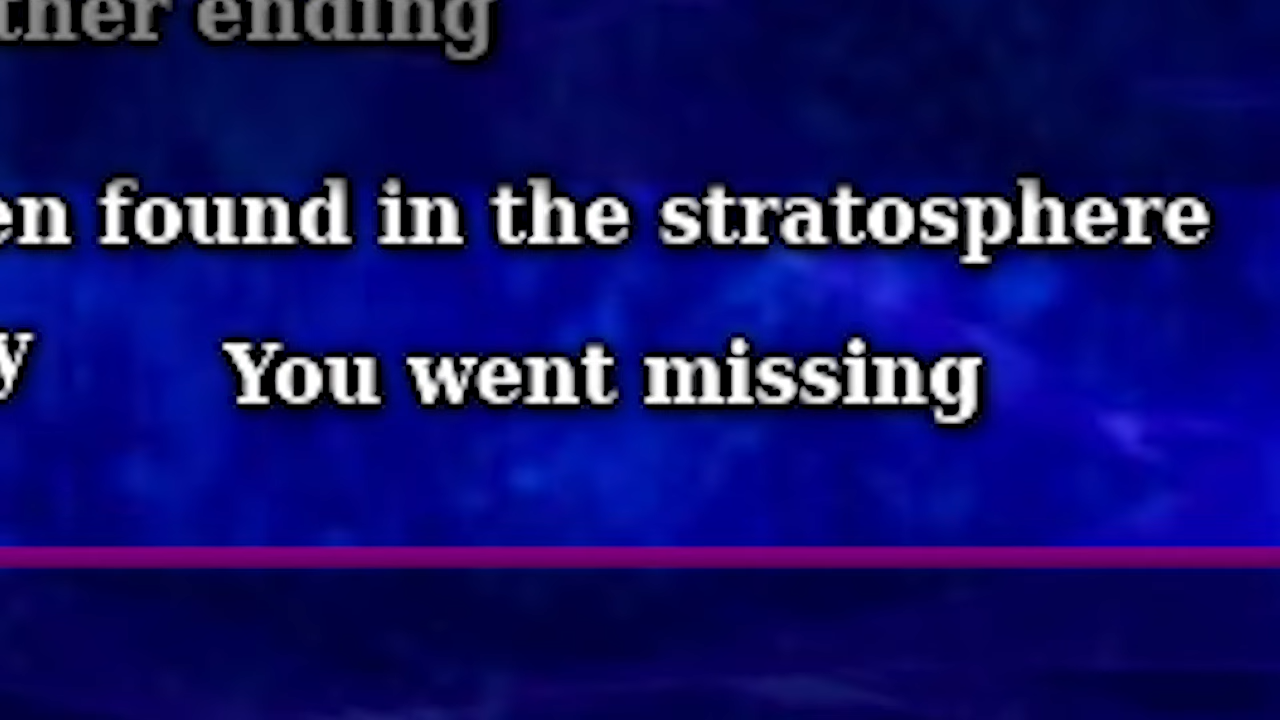 ther ending
en found in the stratosphere
y You went missing